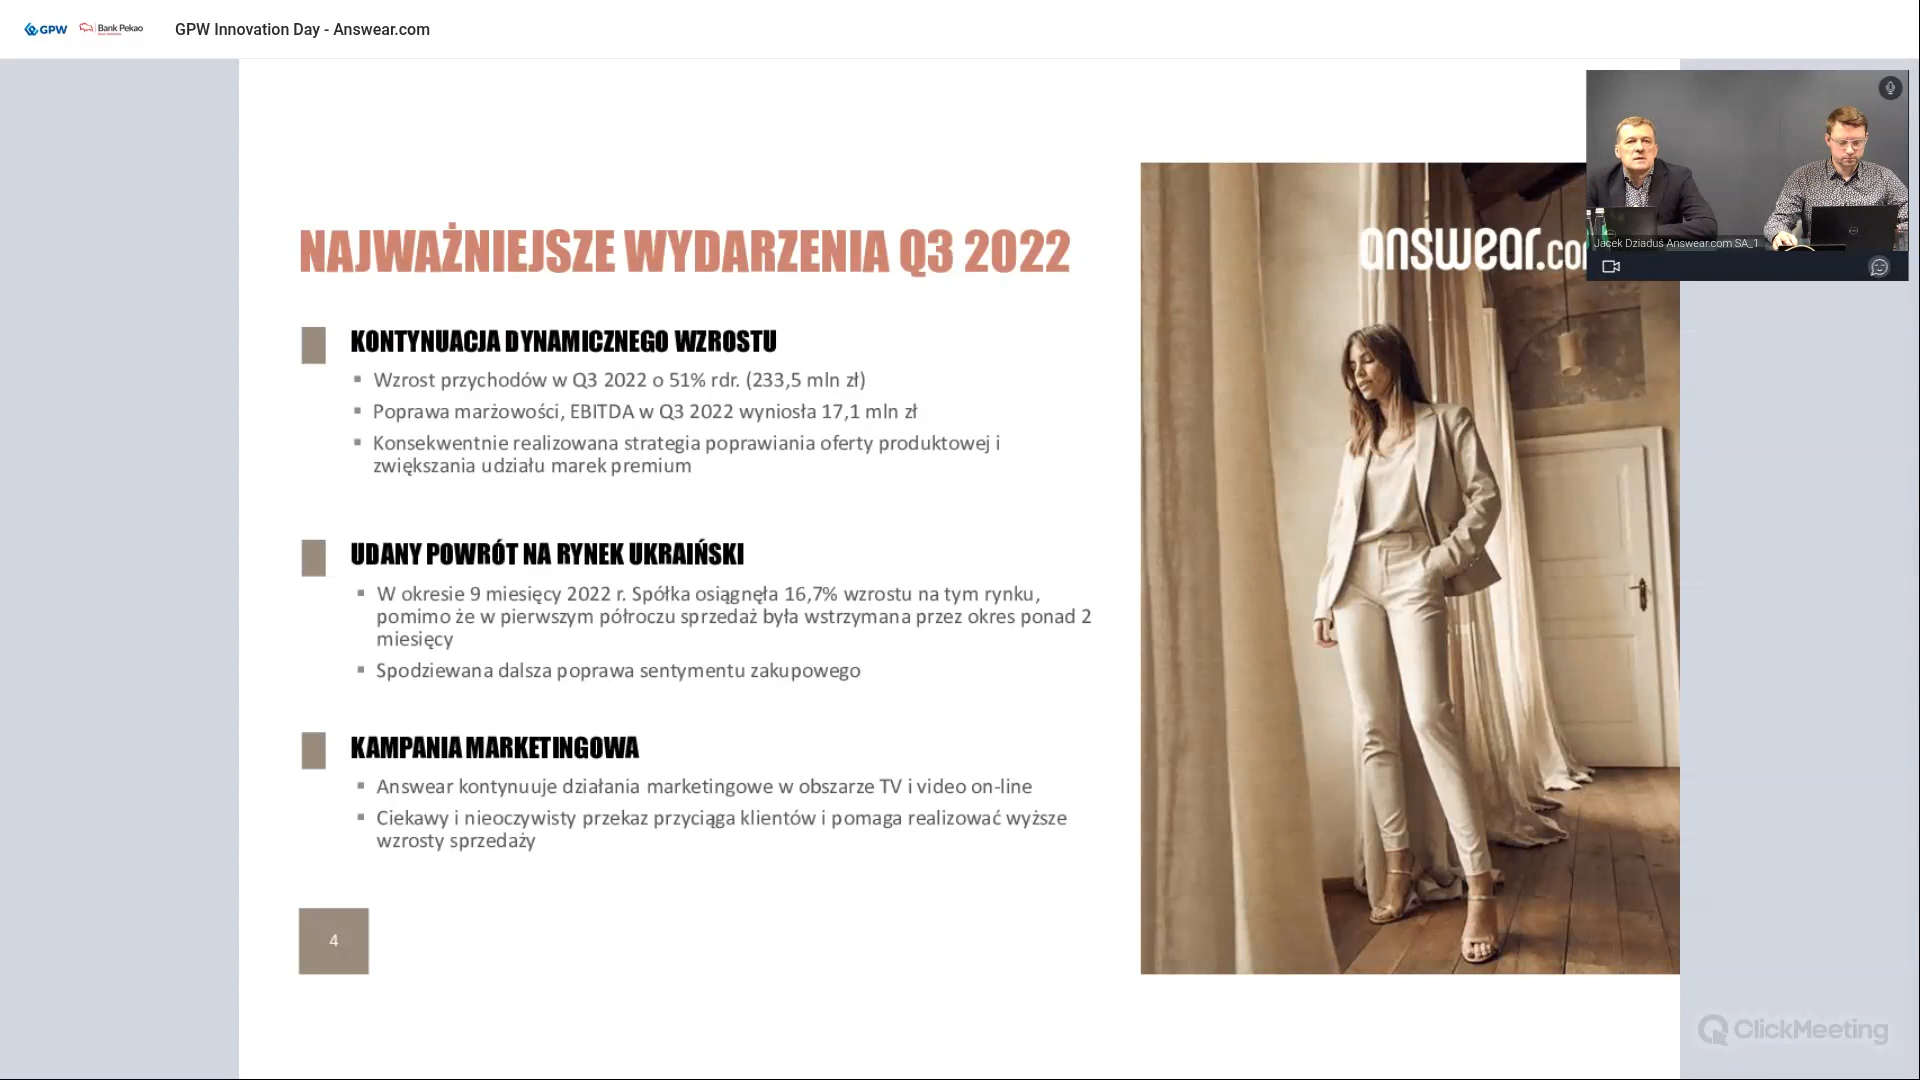 GPW Bank Pekao GPW Innovation Day - Answear.com
answear.co
Jacek Dziaduś Answear.com SA_1
NAJWAŻNIEJSZE WYDARZENIA Q3 2022
KONTYNUACJA DYNAMICZNEGO WZROSTU
▪ Wzrost przychodów w Q3 2022 o 51% rdr. (233,5 mln zł)
▪ Poprawa marżowości, EBITDA w Q3 2022 wyniosła 17,1 mln zł
▪ Konsekwentnie realizowana strategia poprawiania oferty produktowej i
zwiększania udziału marek premium
UDANY POWRÓT NA RYNEK UKRAIŃSKI
▪ W okresie 9 miesięcy 2022 r. Spółka osiągnęła 16,7% wzrostu na tym rynku,
pomimo że w pierwszym półroczu sprzedaż była wstrzymana przez okres ponad 2
miesięcy
▪ Spodziewana dalsza poprawa sentymentu zakupowego
KAMPANIA MARKETINGOWA
▪ Answear kontynuuje działania marketingowe w obszarze TV i video on-line
▪ Ciekawy i nieoczywisty przekaz przyciąga klientów i pomaga realizować wyższe
wzrosty sprzedaży
4
ClickMeeting